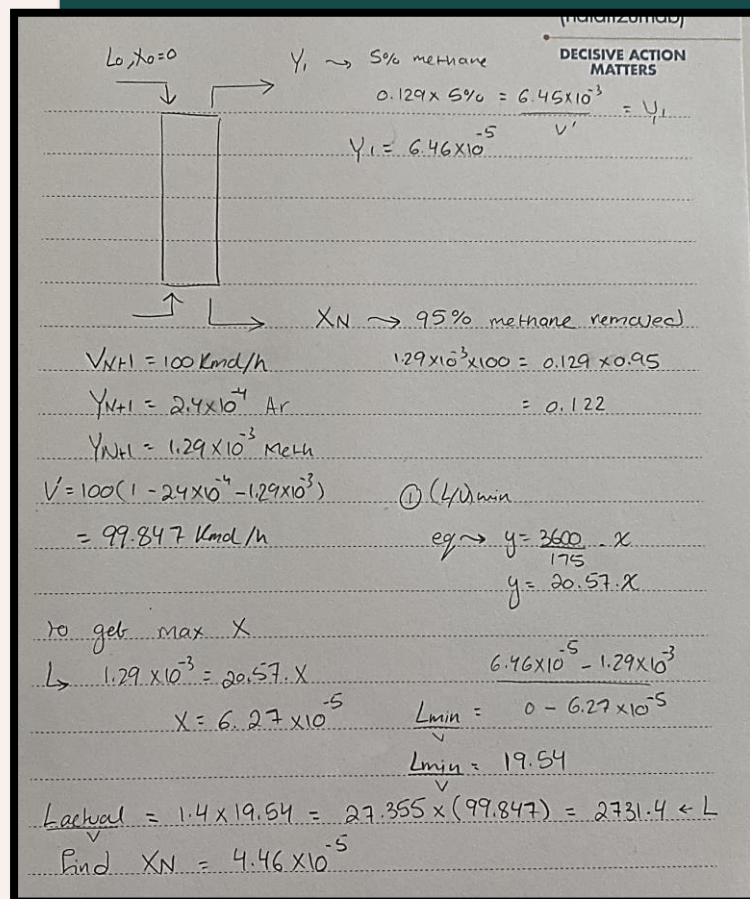 (natalizumab)
DECISIVE ACTION
MATTERS
L0, X0=0
Y1 → 5% methane
0.129 x 5% = 6.45x10^-3 / V' = Y1
Y1 = 6.46x10^-5
XN → 95% methane removed
VN+1 = 100 Kmol/h
1.29x10^-3 x100 = 0.129 x0.95
YN+1 = 2.4x10^-4 Ar
= 0.122
YN+1 = 1.29x10^-3 Meth
V' = 100(1 - 2.4x10^-4 - 1.29x10^-3)
① (L/V)min
= 99.847 Kmol/h
eq → y = 3600/175 . x
y = 20.57.x
to get max X
↳ 1.29 x10^-3 = 20.57.X
X = 6.27x10^-5
Lmin/V = 6.46x10^-5 - 1.29x10^-3 / 0 - 6.27x10^-5
Lmin/V = 19.54
Lactual/V = 1.4 x 19.54 = 27.355 x (99.847) = 2731.4 ← L
find XN = 4.46 x10^-5